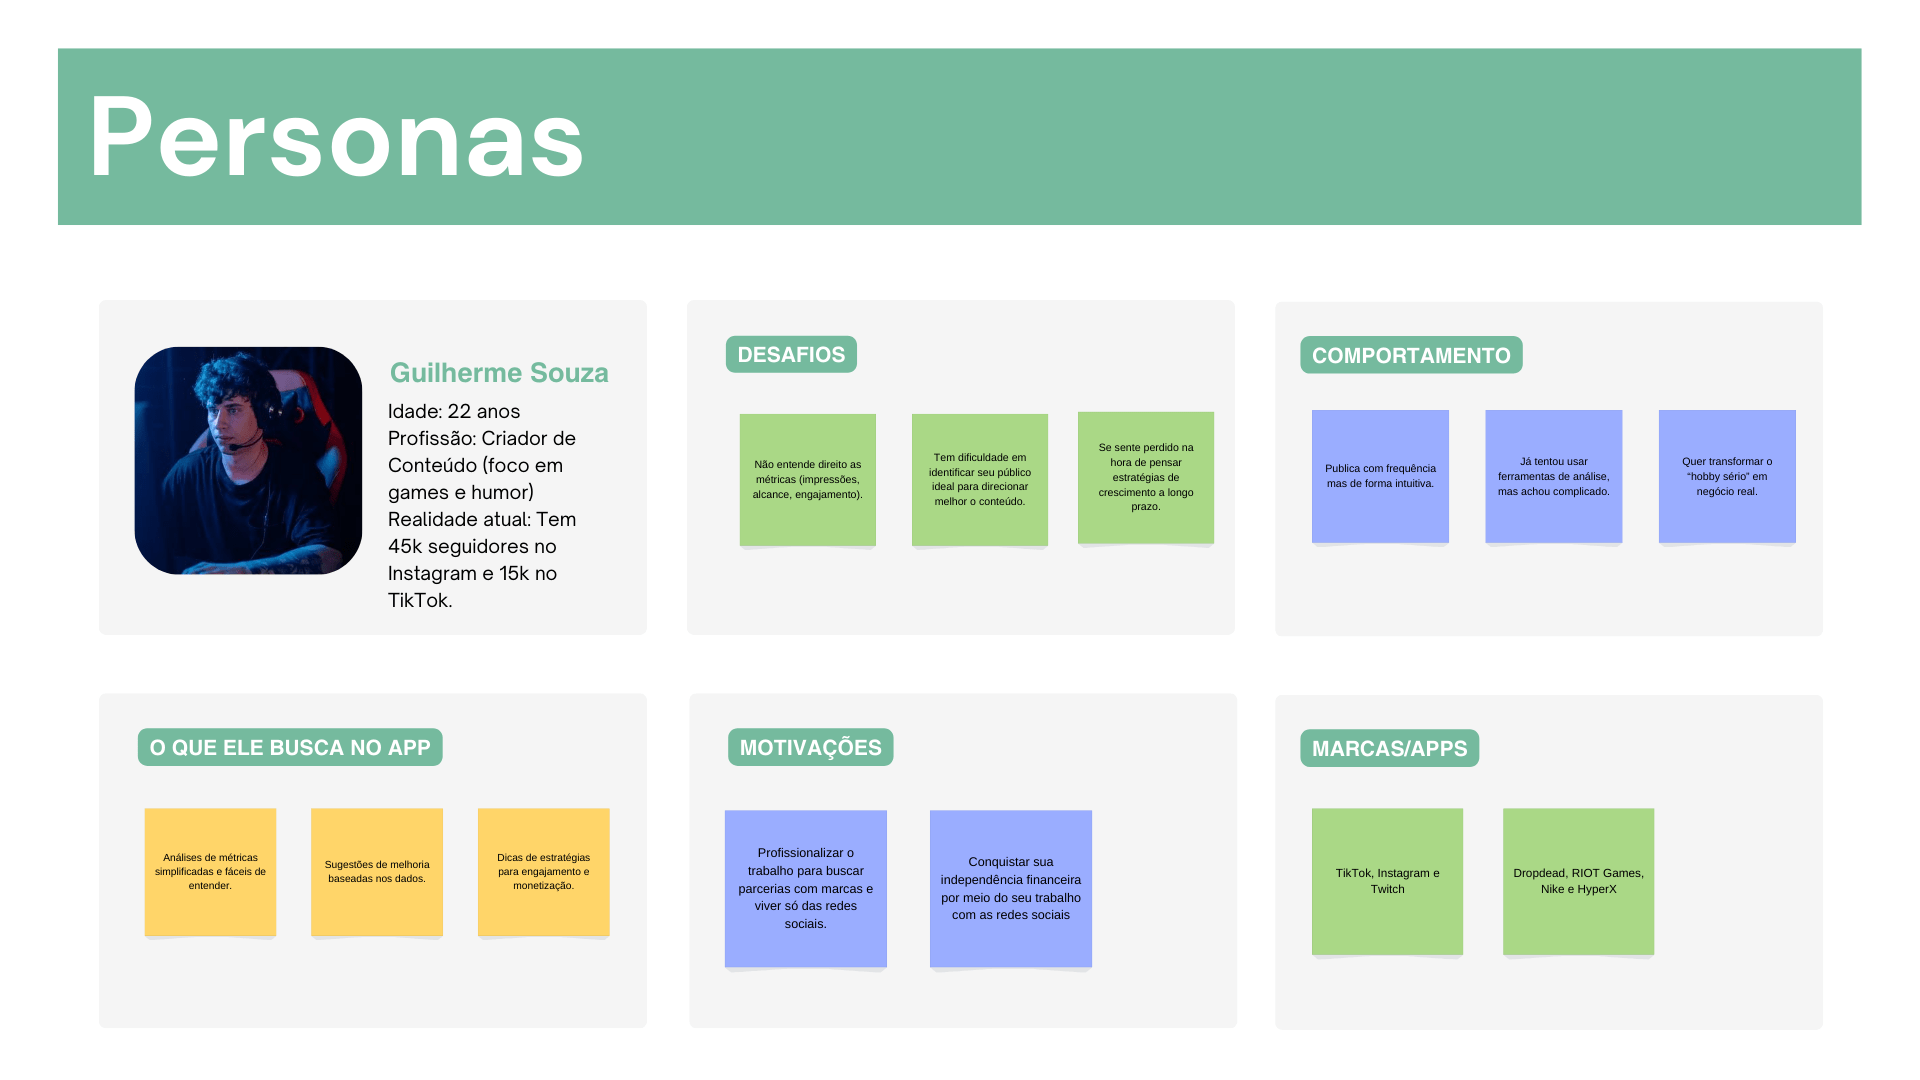 Personas
Guilherme Souza
Idade: 22 anos
Profissão: Criador de
Conteúdo (foco em
games e humor)
Realidade atual: Tem
45k seguidores no
Instagram e 15k no
TikTok.
DESAFIOS
Não entende direito as
métricas (impressões,
alcance, engajamento).
Tem dificuldade em
identificar seu público
ideal para direcionar
melhor o conteúdo.
Se sente perdido na
hora de pensar
estratégias de
crescimento a longo
prazo.
COMPORTAMENTO
Publica com frequência
mas de forma intuitiva.
Já tentou usar
ferramentas de análise,
mas achou complicado.
Quer transformar o
“hobby sério” em
negócio real.
O QUE ELE BUSCA NO APP
Análises de métricas
simplificadas e fáceis de
entender.
Sugestões de melhoria
baseadas nos dados.
Dicas de estratégias
para engajamento e
monetização.
MOTIVAÇÕES
Profissionalizar o
trabalho para buscar
parcerias com marcas e
viver só das redes
sociais.
Conquistar sua
independência financeira
por meio do seu trabalho
com as redes sociais
MARCAS/APPS
TikTok, Instagram e
Twitch
Dropdead, RIOT Games,
Nike e HyperX